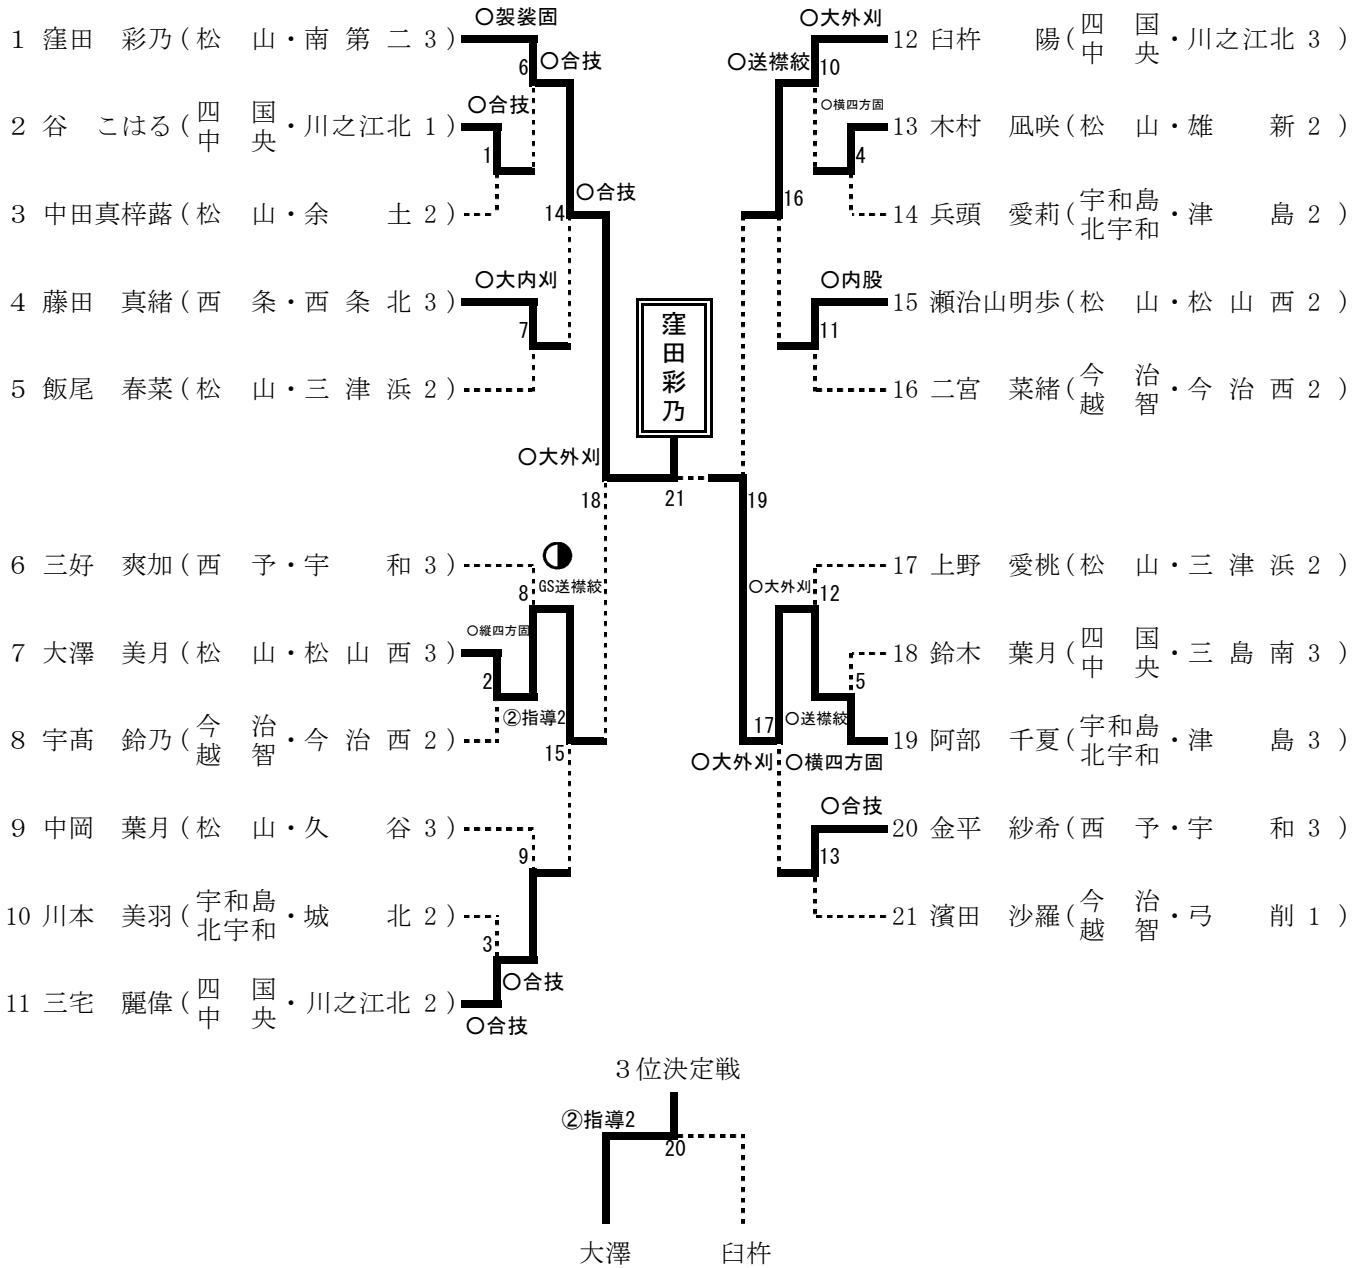 1 窪田 彩乃(松 山・南 第 二 3)
○袈裟固
6
○合技
2 谷 こはる(四国中央・川之江北 1)
○合技
1
3 中田真梓蕗(松 山・余 土 2)
14
○合技
4 藤田 真緒(西 条・西 条 北 3)
○大内刈
7
5 飯尾 春菜(松 山・三 津 浜 2)
○大外刈
18
6 三好 爽加(西 予・宇 和 3)
8
GS送襟絞
7 大澤 美月(松 山・松 山 西 3)
○縦四方固
2
②指導2
8 宇髙 鈴乃(今治越智・今 治 西 2)
15
9 中岡 葉月(松 山・久 谷 3)
9
10 川本 美羽(宇和島北宇和・城 北 2)
3
○合技
11 三宅 麗偉(四国中央・川之江北 2)
○合技
窪田彩乃
21
○大外刈
12 臼杵 陽(四国中央・川之江北 3)
○送襟絞
10
○横四方固
13 木村 凪咲(松 山・雄 新 2)
4
16
14 兵頭 愛莉(宇和島北宇和・津 島 2)
○内股
15 瀬治山明歩(松 山・松 山 西 2)
11
16 二宮 菜緒(今治越智・今 治 西 2)
19
17 上野 愛桃(松 山・三 津 浜 2)
○大外刈
12
18 鈴木 葉月(四国中央・三 島 南 3)
5
17
○送襟絞
19 阿部 千夏(宇和島北宇和・津 島 3)
○大外刈
○横四方固
○合技
20 金平 紗希(西 予・宇 和 3)
13
21 濱田 沙羅(今治越智・弓 削 1)
3位決定戦
②指導2
20
大澤 臼杵